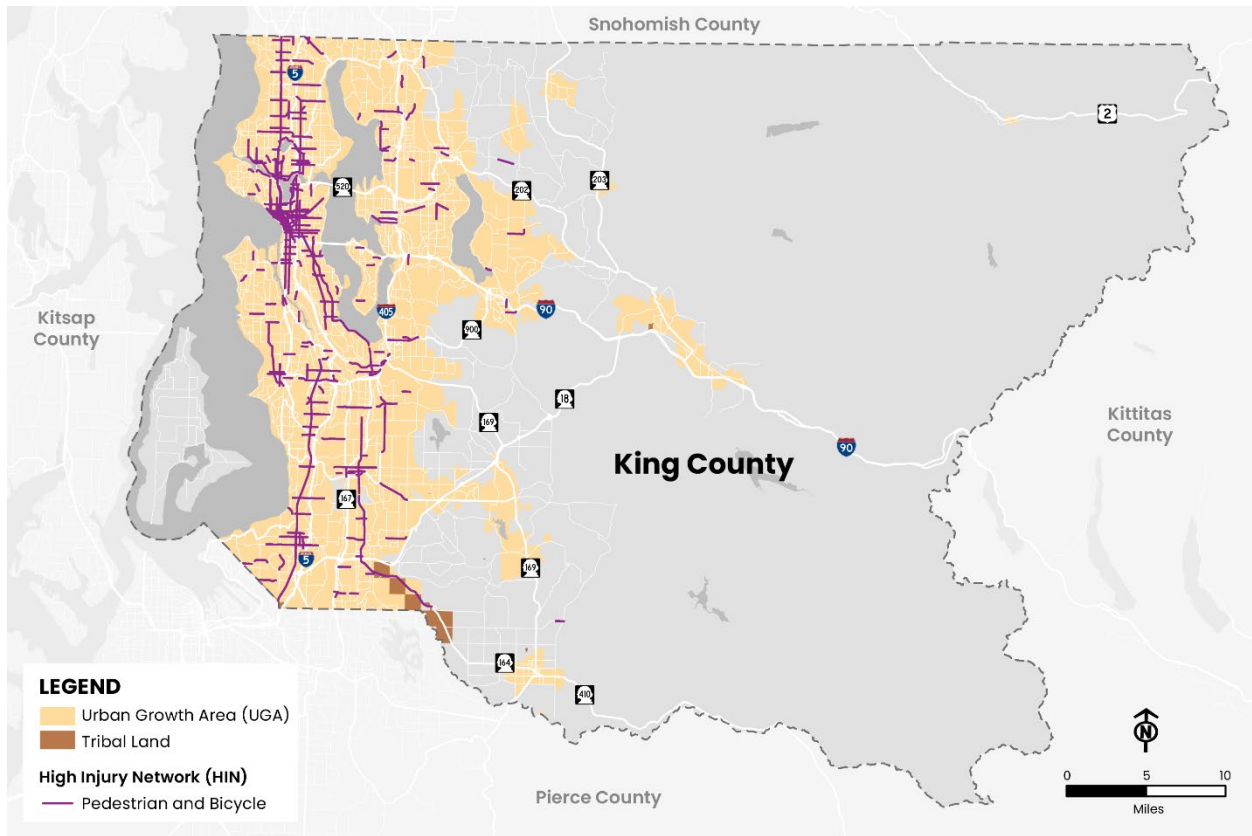 Snohomish County
5
2
203
520
202
Kitsap
County
405
90
900
18
169
Kittitas
County
90
King County
167
5
169
164
410
LEGEND
Urban Growth Area (UGA)
Tribal Land
High Injury Network (HIN)
Pedestrian and Bicycle
Pierce County
N
0 5 10
Miles